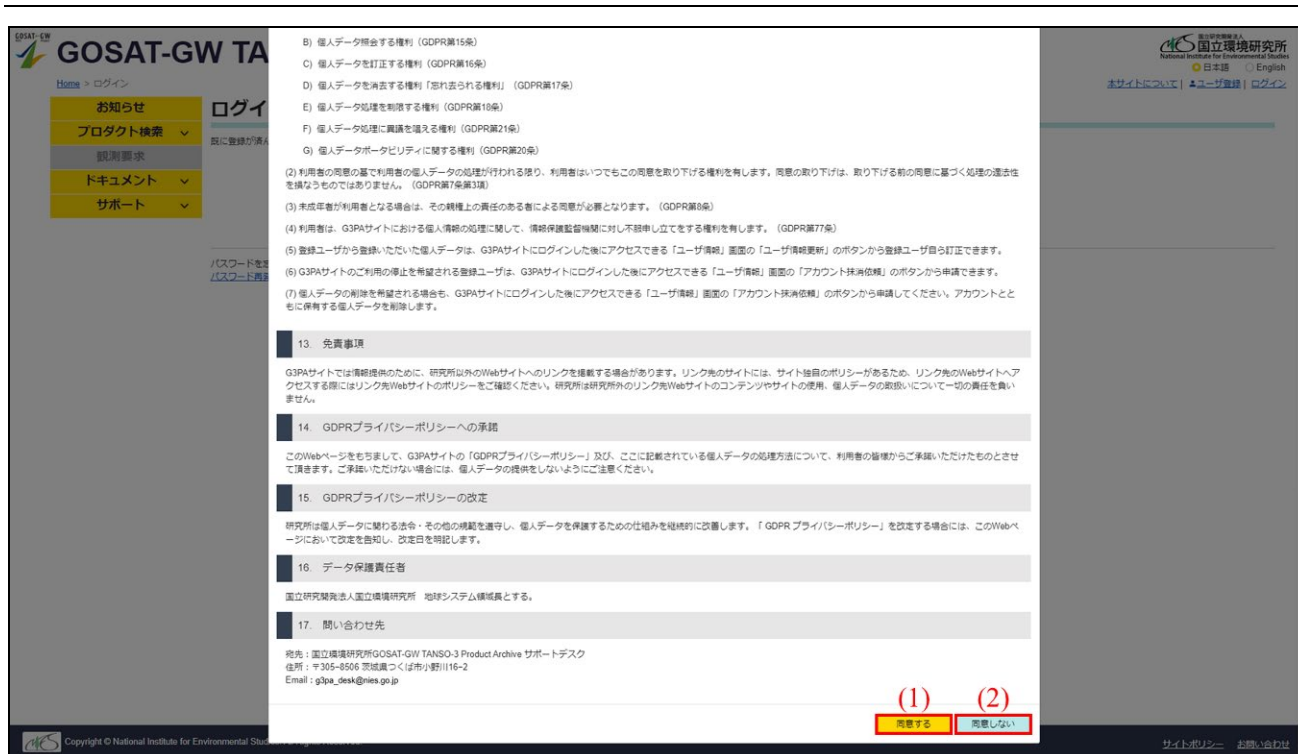 GOSAT-GW
GOSAT-GW TA
国立研究開発法人
国立環境研究所
National Institute for Environmental Studies
日本語 English
Home > ログイン
本サイトについて | ユーザ登録 | ログイン
お知らせ
プロダクト検索
観測要求
ドキュメント
サポート
ログイ
既に登録が済ん
パスワードを
パスワード再
B) 個人データ照会する権利（GDPR第15条）
C) 個人データを訂正する権利（GDPR第16条）
D) 個人データを消去する権利「忘れ去られる権利」（GDPR第17条）
E) 個人データ処理を制限する権利（GDPR第18条）
F) 個人データ処理に異議を唱える権利（GDPR第21条）
G) 個人データポータビリティに関する権利（GDPR第20条）
(2) 利用者の同意の基で利用者の個人データの処理が行われる限り、利用者はいつでもこの同意を取り下げる権利を有します。同意の取り下げは、取り下げる前の同意に基づく処理の適法性
を損なうものではありません。（GDPR第7条第3項）
(3) 未成年者が利用者となる場合は、その親権上の責任のある者による同意が必要となります。（GDPR第8条）
(4) 利用者は、G3PAサイトにおける個人情報の処理に関して、情報保護監督機関に対し不服申し立てをする権利を有します。（GDPR第77条）
(5) 登録ユーザから登録いただいた個人データは、G3PAサイトにログインした後にアクセスできる「ユーザ情報」画面の「ユーザ情報更新」のボタンから登録ユーザ自ら訂正できます。
(6) G3PAサイトのご利用の停止を希望される登録ユーザは、G3PAサイトにログインした後にアクセスできる「ユーザ情報」画面の「アカウント抹消依頼」のボタンから申請できます。
(7) 個人データの削除を希望される場合も、G3PAサイトにログインした後にアクセスできる「ユーザ情報」画面の「アカウント抹消依頼」のボタンから申請してください。アカウントとと
もに保有する個人データを削除します。
13. 免責事項
G3PAサイトでは情報提供のために、研究所以外のWebサイトへのリンクを掲載する場合があります。リンク先のサイトには、サイト独自のポリシーがあるため、リンク先のWebサイトへア
クセスする際にはリンク先Webサイトのポリシーをご確認ください。研究所は研究所外のリンク先Webサイトのコンテンツやサイトの使用、個人データの取扱いについて一切の責任を負い
ません。
14. GDPRプライバシーポリシーへの承諾
このWebページをもちまして、G3PAサイトの「GDPRプライバシーポリシー」及び、ここに記載されている個人データの処理方法について、利用者の皆様からご承諾いただけたものとさせ
て頂きます。ご承諾いただけない場合には、個人データの提供をしないようにご注意ください。
15. GDPRプライバシーポリシーの改定
研究所は個人データに関わる法令・その他の規範を遵守し、個人データを保護するための仕組みを継続的に改善します。「 GDPR プライバシーポリシー」を改定する場合には、このWebペ
ージにおいて改定を告知し、改定日を明記します。
16. データ保護責任者
国立研究開発法人国立環境研究所 地球システム領域長とする。
17. 問い合わせ先
宛先：国立環境研究所GOSAT-GW TANSO-3 Product Archive サポートデスク
住所：〒305-8506 茨城県つくば市小野川16-2
Email：g3pa_desk@nies.go.jp
(1) (2)
同意する 同意しない
Copyright © National Institute for Environmental Stud
サイトポリシー お問い合わせ